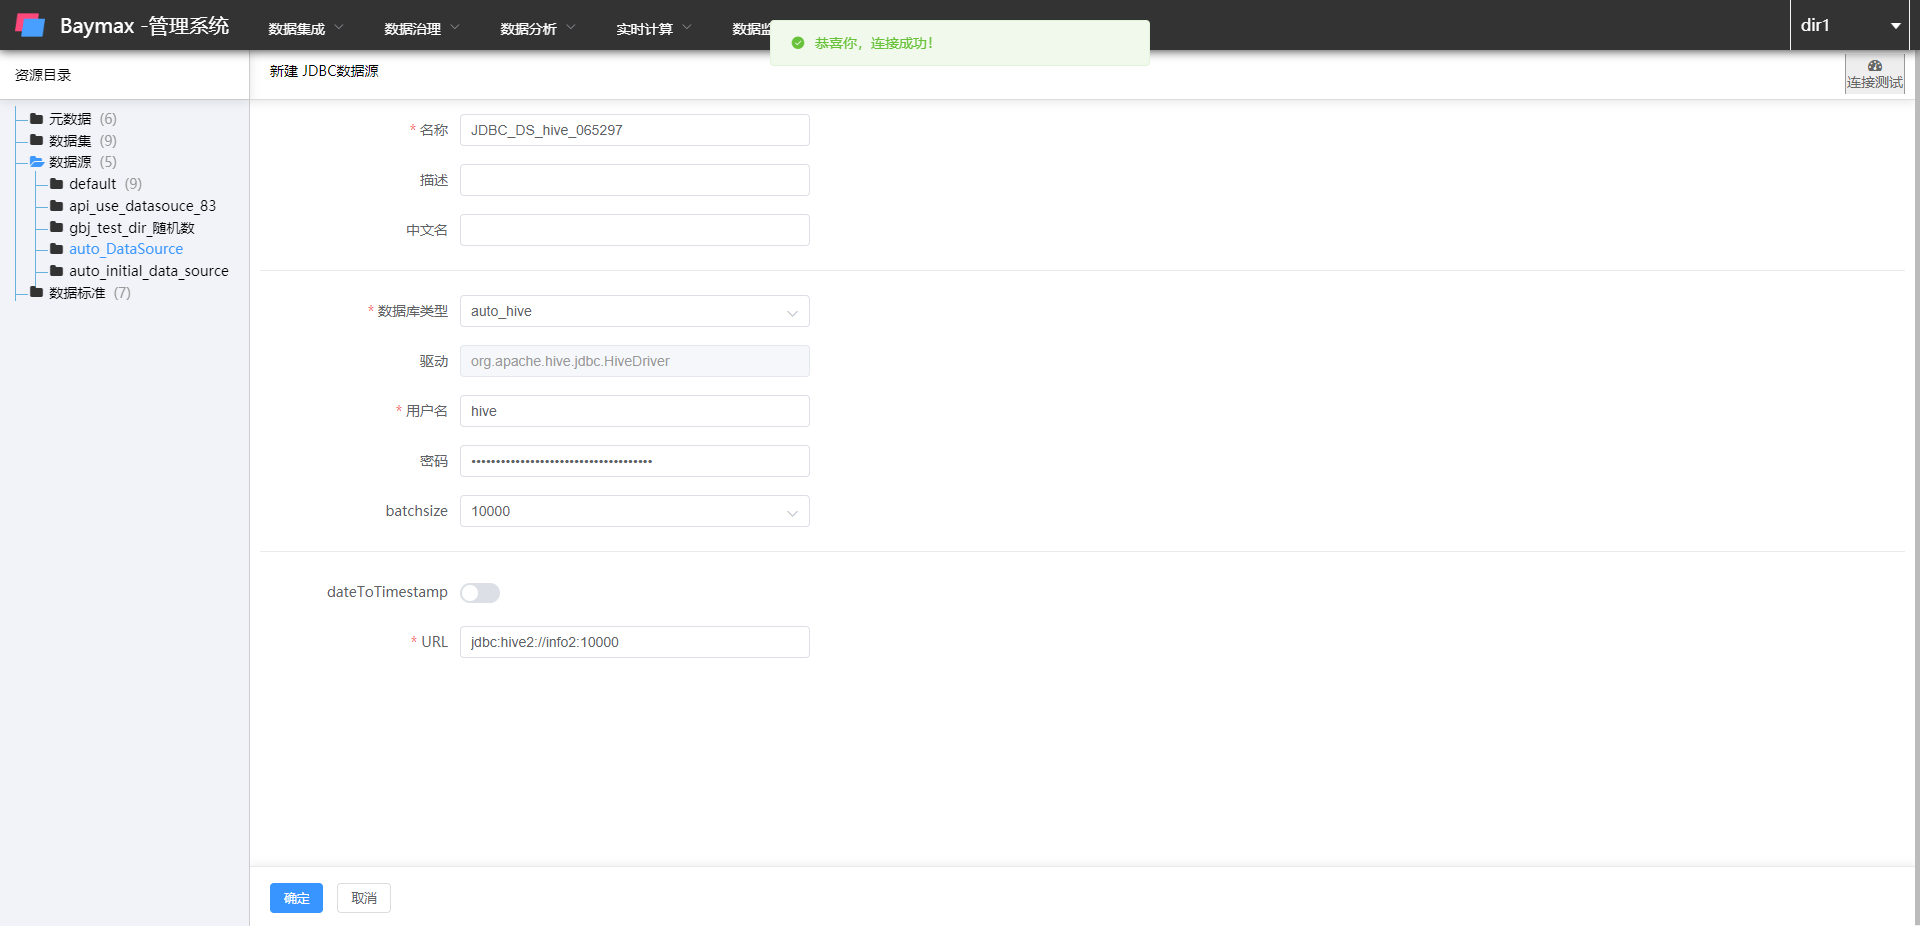 Baymax -管理系统
数据集成
数据治理
数据分析
实时计算
数据监
恭喜你，连接成功！
dir1
资源目录
新建 JDBC数据源
连接测试
元数据 (6)
数据集 (9)
数据源 (5)
default (9)
api_use_datasouce_83
gbj_test_dir_随机数
auto_DataSource
auto_initial_data_source
数据标准 (7)
* 名称 JDBC_DS_hive_065297
描述
中文名
* 数据库类型 auto_hive
驱动 org.apache.hive.jdbc.HiveDriver
* 用户名 hive
密码 ••••••••••••••••••••••••••••••••••••
batchsize 10000
dateToTimestamp
* URL jdbc:hive2://info2:10000
确定
取消